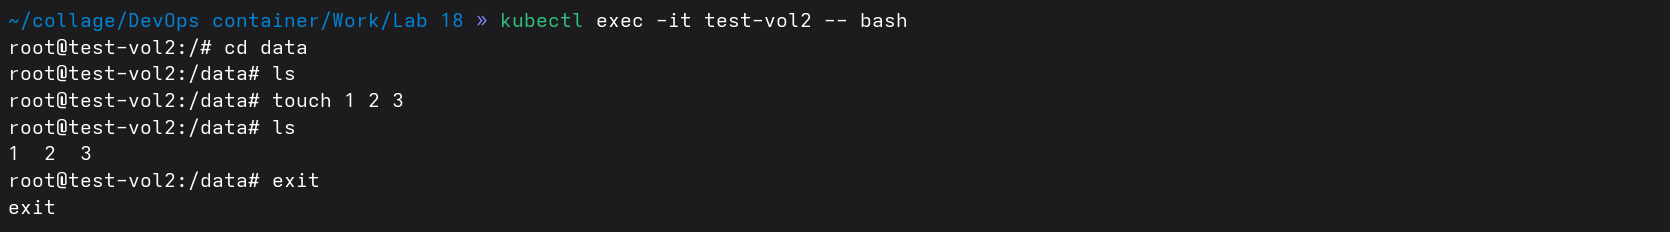 ~/collage/DevOps container/Work/Lab 18 » kubectl exec -it test-vol2 -- bash
root@test-vol2:/# cd data
root@test-vol2:/data# ls
root@test-vol2:/data# touch 1 2 3
root@test-vol2:/data# ls
1  2  3
root@test-vol2:/data# exit
exit